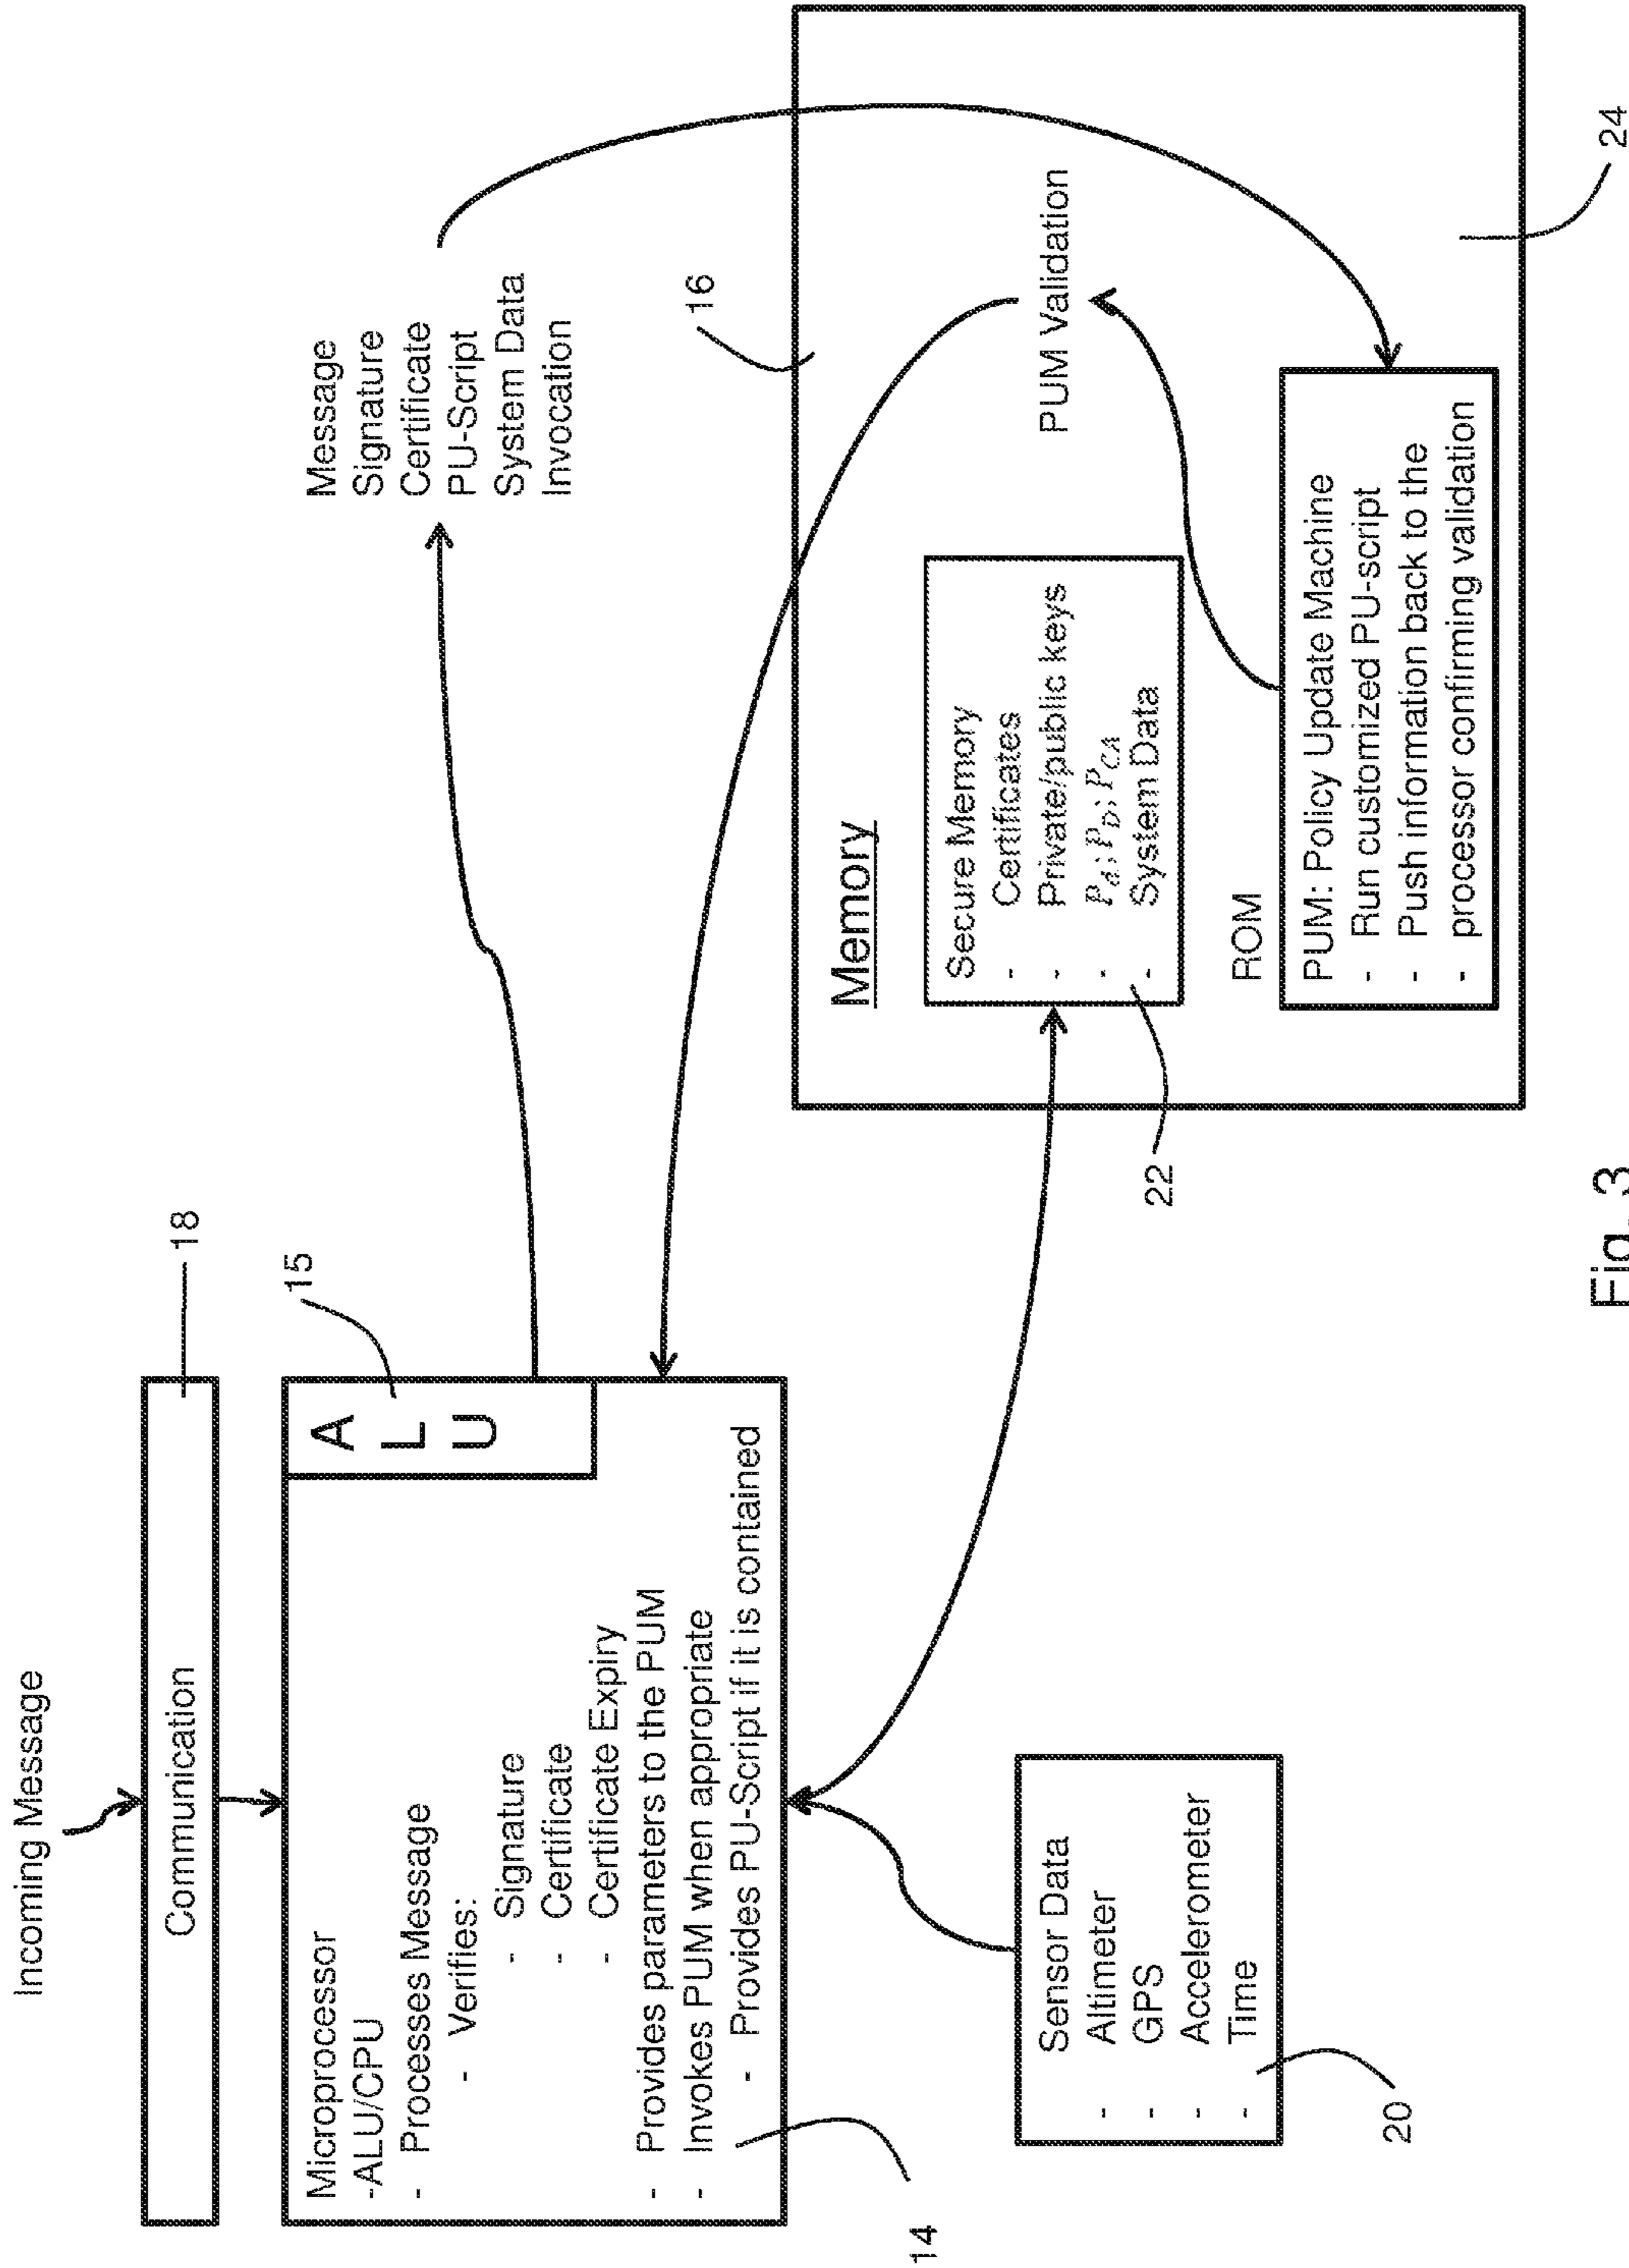 Incoming Message
Communication
18
Microprocessor
-ALU/CPU
- Processes Message
- Verifies:
- Signature
- Certificate
- Certificate Expiry
- Provides parameters to the PUM
- Invokes PUM when appropriate
- Provides PU-Script if it is contained
A
L
U
15
14
Message
Signature
Certificate
PU-Script
System Data
Invocation
Sensor Data
- Altimeter
- GPS
- Accelerometer
- Time
20
16
Memory
Secure Memory
- Certificates
- Private/public keys
- P_d; P_D; P_CA
- System Data
22
PUM Validation
ROM
PUM: Policy Update Machine
- Run customized PU-script
- Push information back to the
- processor confirming validation
24
Fig. 3